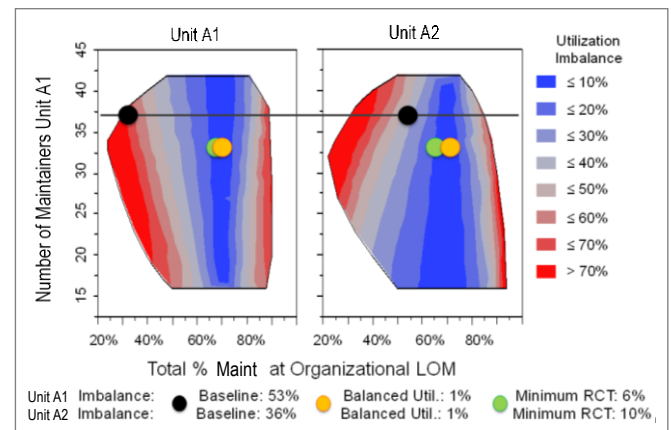 Unit A1
Unit A2
Utilization
Imbalance
≤ 10%
≤ 20%
≤ 30%
≤ 40%
≤ 50%
≤ 60%
≤ 70%
> 70%
Number of Maintainers Unit A1
45
40
35
30
25
20
15
20% 40% 60% 80%
20% 40% 60% 80%
Total % Maint at Organizational LOM
Unit A1 Imbalance: Baseline: 53% Balanced Util.: 1% Minimum RCT: 6%
Unit A2 Imbalance: Baseline: 36% Balanced Util.: 1% Minimum RCT: 10%